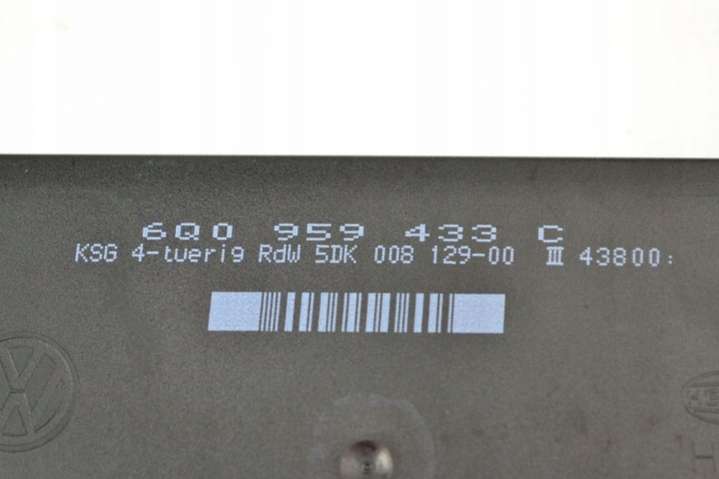 6Q0 959 433 C
KSG 4-tuerig RdW 5DK 008 129-00 III 43800: